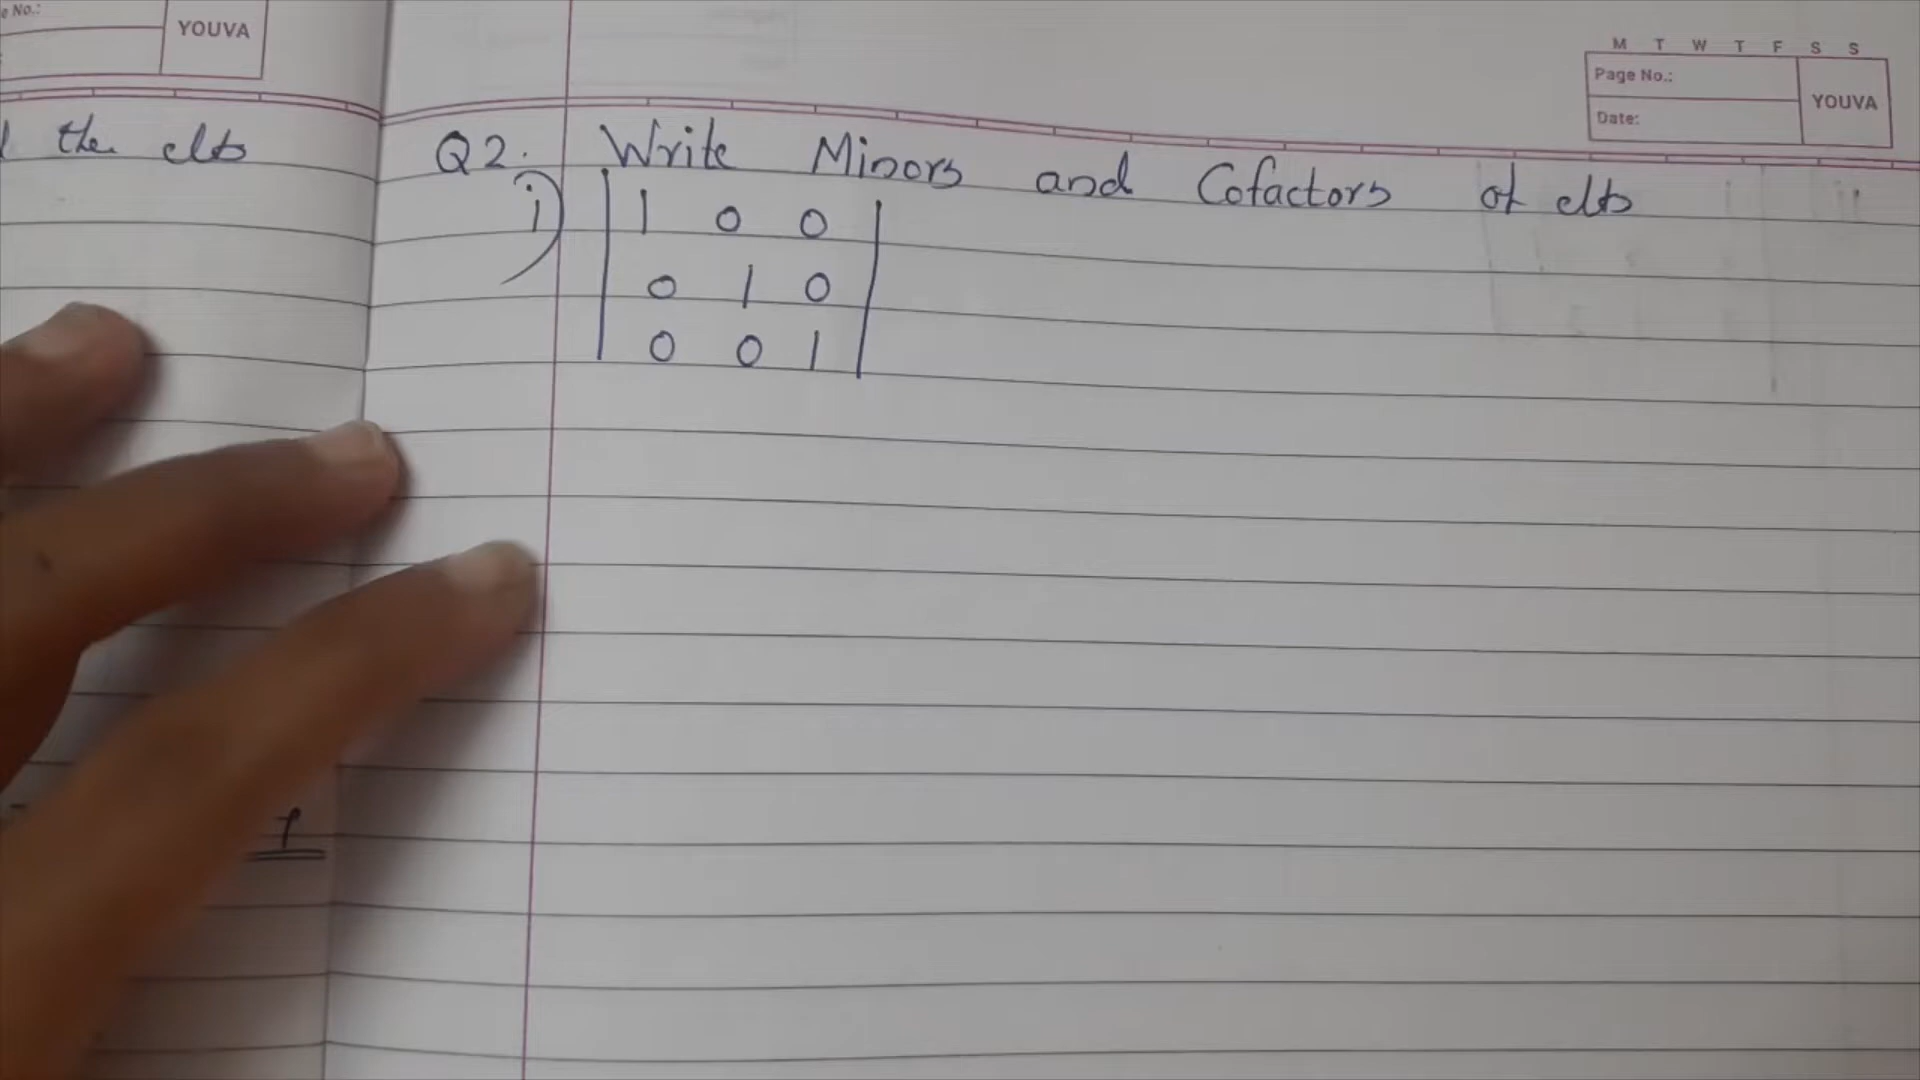 e No.:
YOUVA
the elts
M T W T F S S
Page No.:
Date:
YOUVA
Q2. Write Minors and Cofactors of elts
i) | 1 0 0 |
| 0 1 0 |
| 0 0 1 |